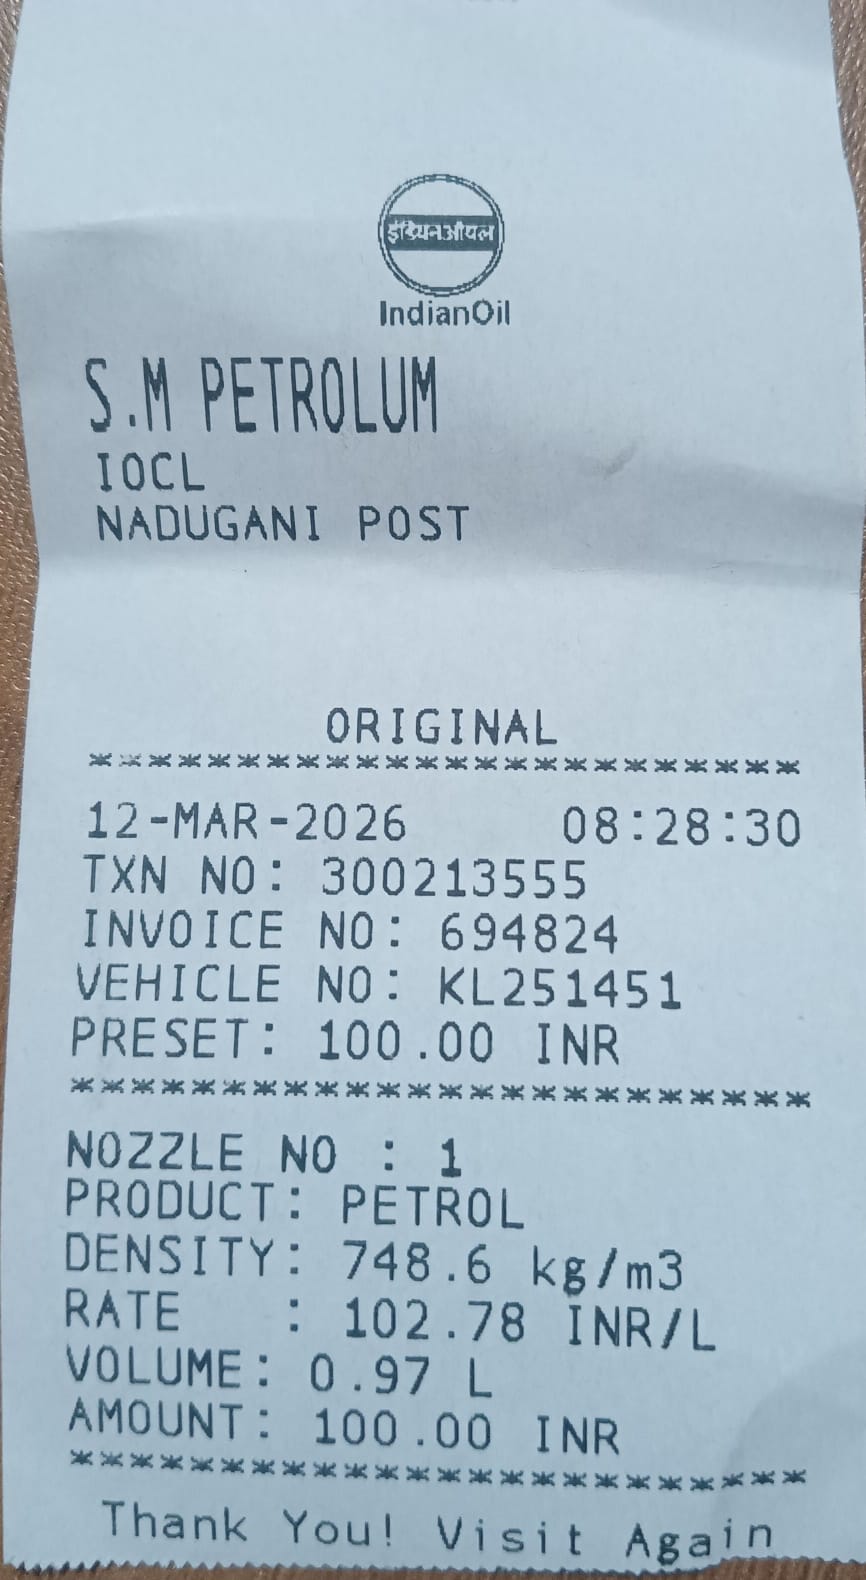 इंडियनऑयल
IndianOil
S.M PETROLUM
IOCL
NADUGANI POST
ORIGINAL
************************
12-MAR-2026 08:28:30
TXN NO: 300213555
INVOICE NO: 694824
VEHICLE NO: KL251451
PRESET: 100.00 INR
************************
NOZZLE NO : 1
PRODUCT: PETROL
DENSITY: 748.6 kg/m3
RATE : 102.78 INR/L
VOLUME: 0.97 L
AMOUNT: 100.00 INR
************************
Thank You! Visit Again